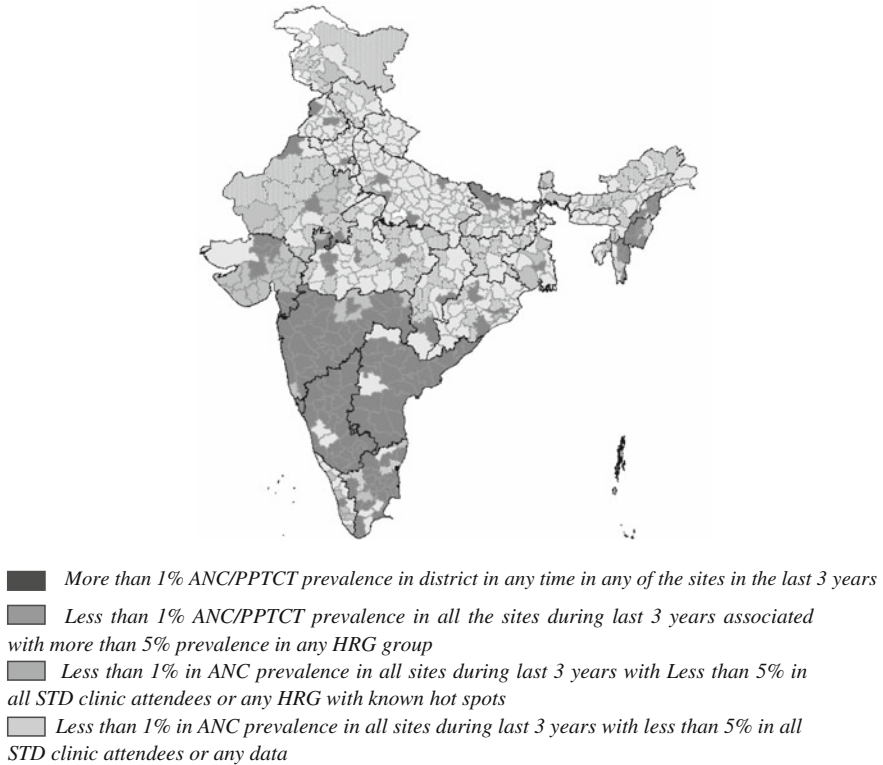 More than 1% ANC/PPTCT prevalence in district in any time in any of the sites in the last 3 years
Less than 1% ANC/PPTCT prevalence in all the sites during last 3 years associated
with more than 5% prevalence in any HRG group
Less than 1% in ANC prevalence in all sites during last 3 years with Less than 5% in
all STD clinic attendees or any HRG with known hot spots
Less than 1% in ANC prevalence in all sites during last 3 years with less than 5% in all
STD clinic attendees or any data